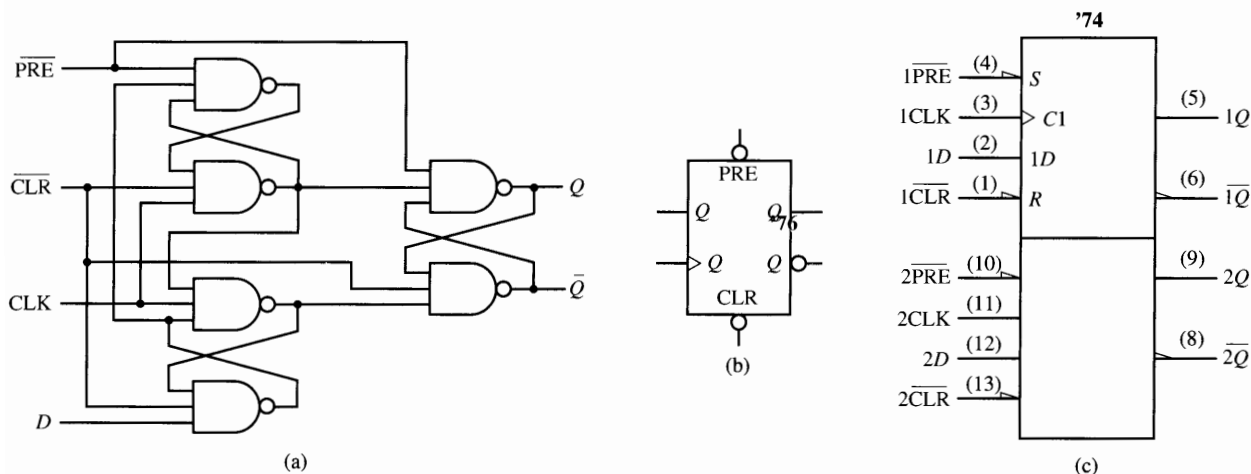 PRE
CLR
CLK
D
Q
Q̄
(a)
PRE
Q
Q
'76
Q
Q
CLR
(b)
'74
1PRE (4) S
1CLK (3) C1
1D (2) 1D
1CLR (1) R
(5) 1Q
(6) 1Q̄
2PRE (10)
2CLK (11)
2D (12)
2CLR (13)
(9) 2Q
(8) 2Q̄
(c)